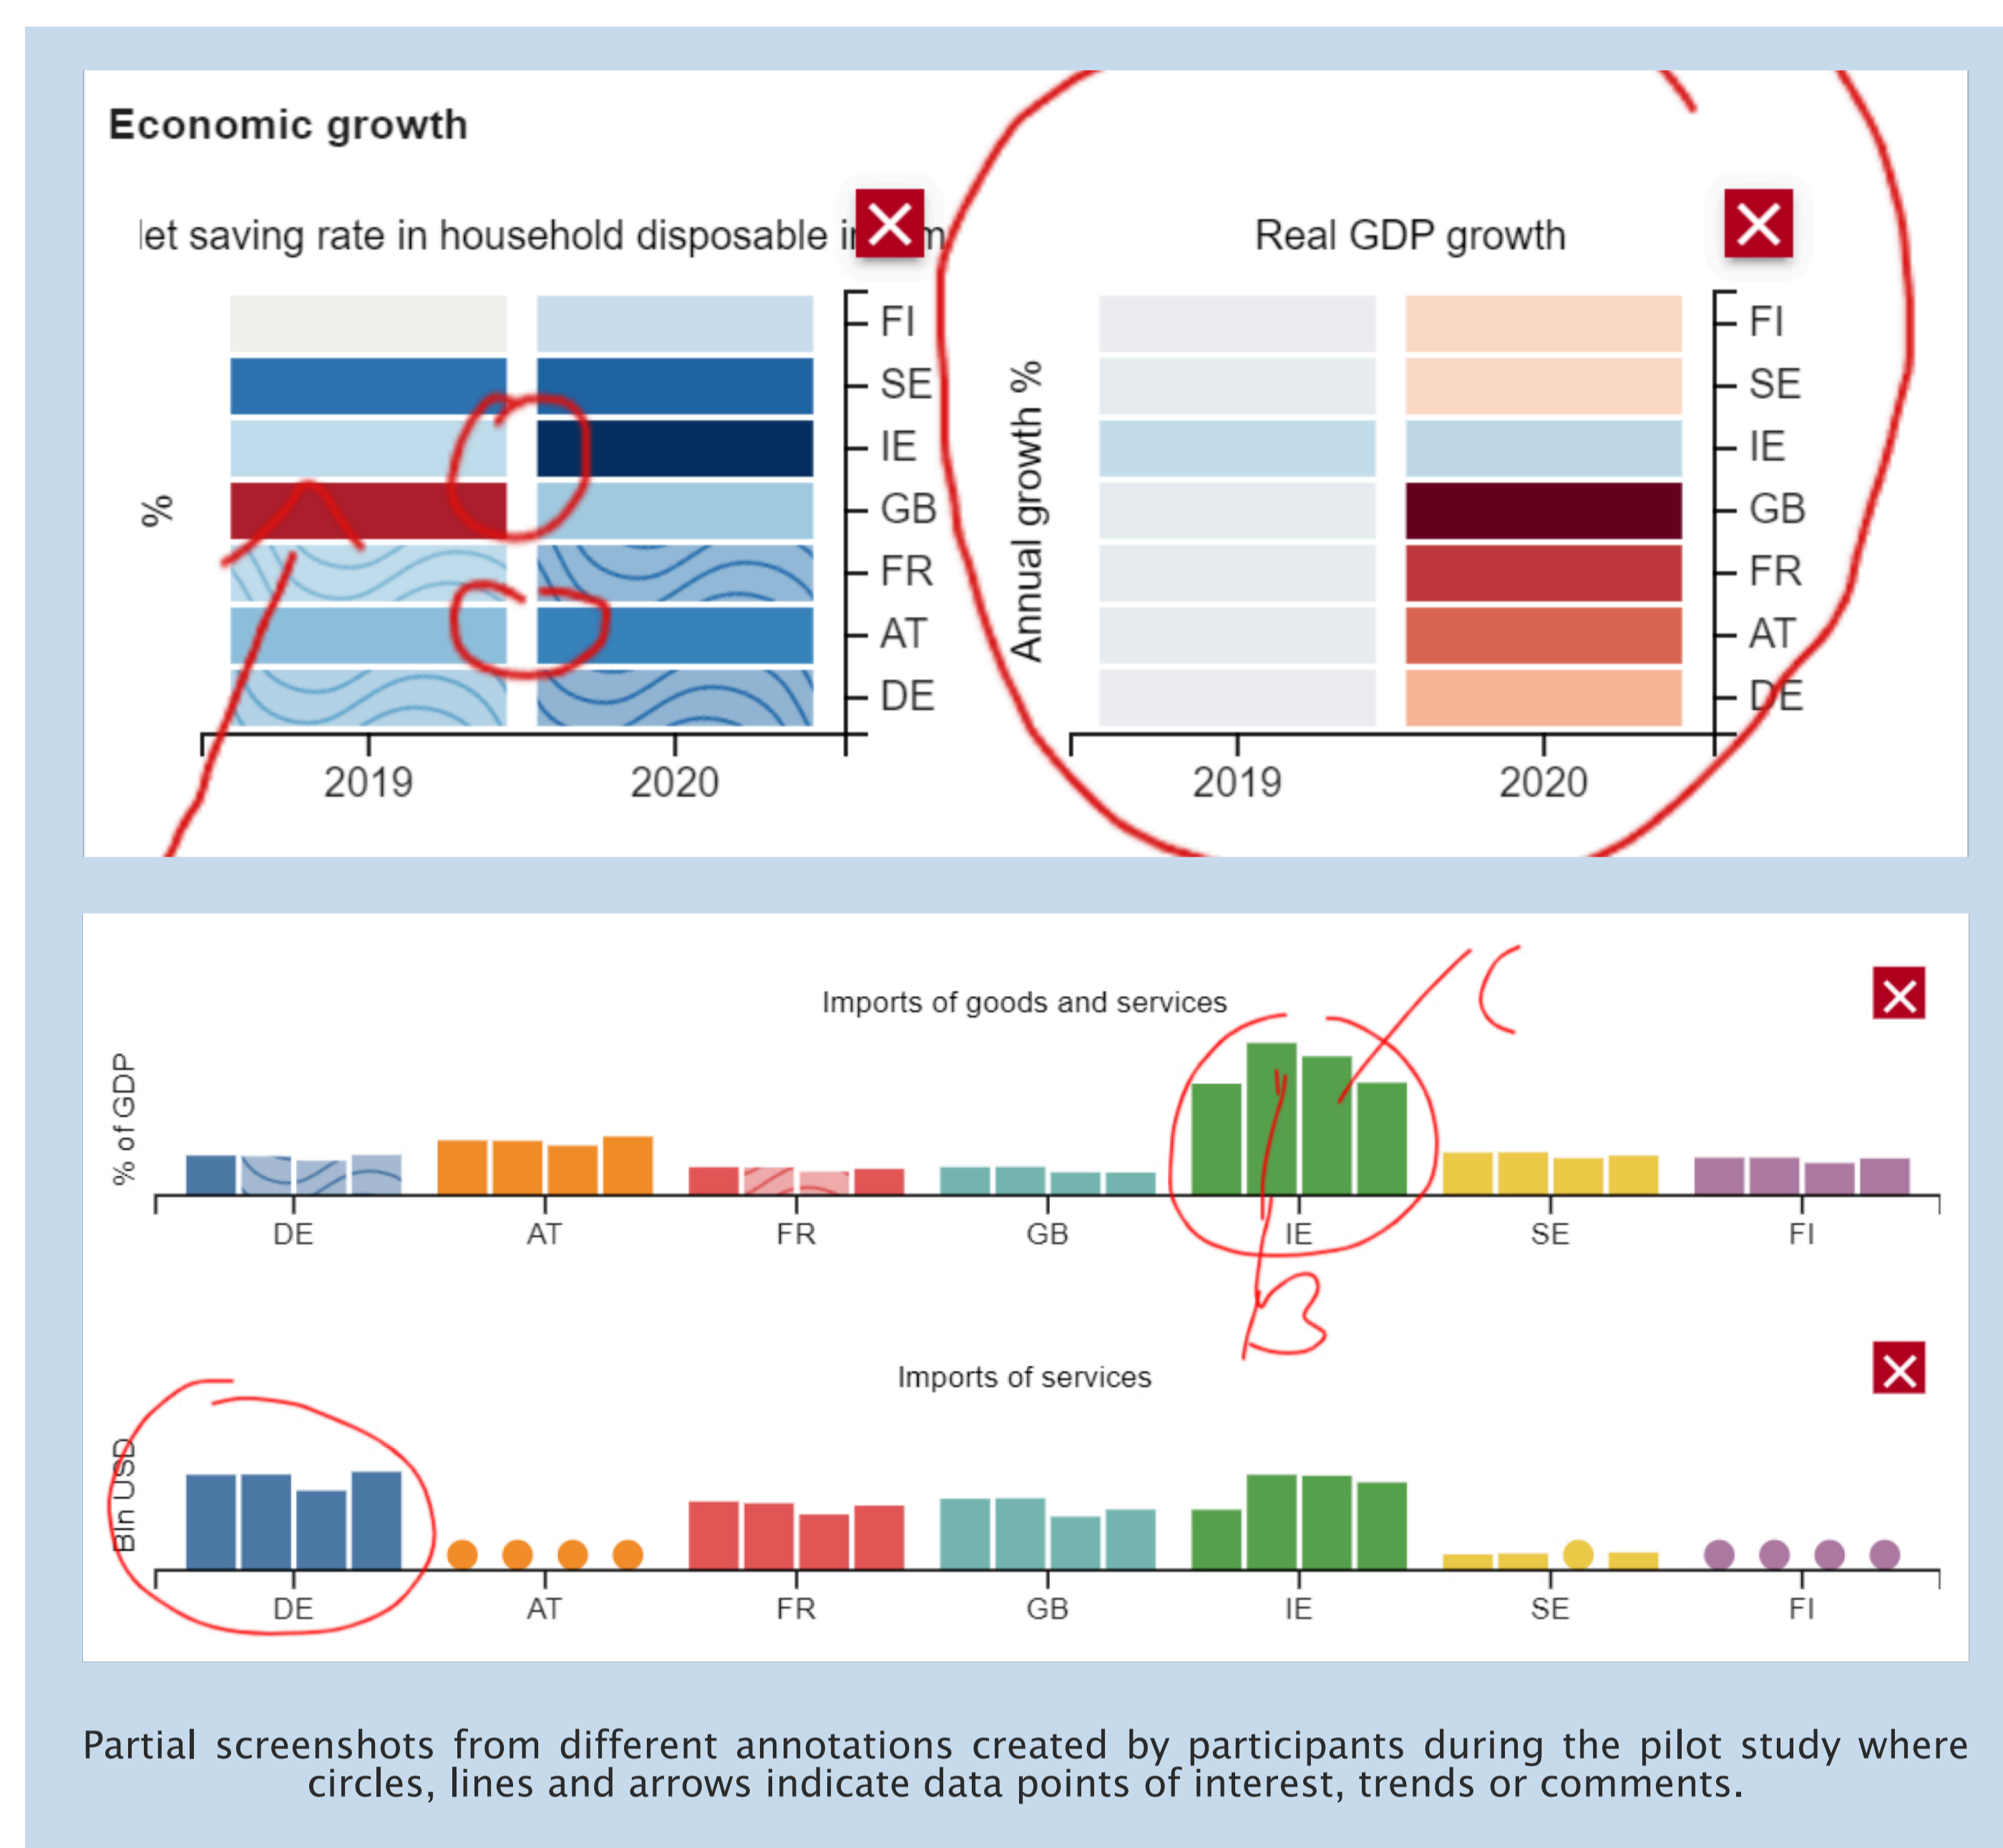 Economic growth
let saving rate in household disposable in m
Real GDP growth
%
FI
SE
IE
GB
FR
AT
DE
2019 2020
Annual growth %
FI
SE
IE
GB
FR
AT
DE
2019 2020
Imports of goods and services
% of GDP
DE AT FR GB IE SE FI
C
B
Imports of services
Bln USD
DE AT FR GB IE SE FI
Partial screenshots from different annotations created by participants during the pilot study where
circles, lines and arrows indicate data points of interest, trends or comments.